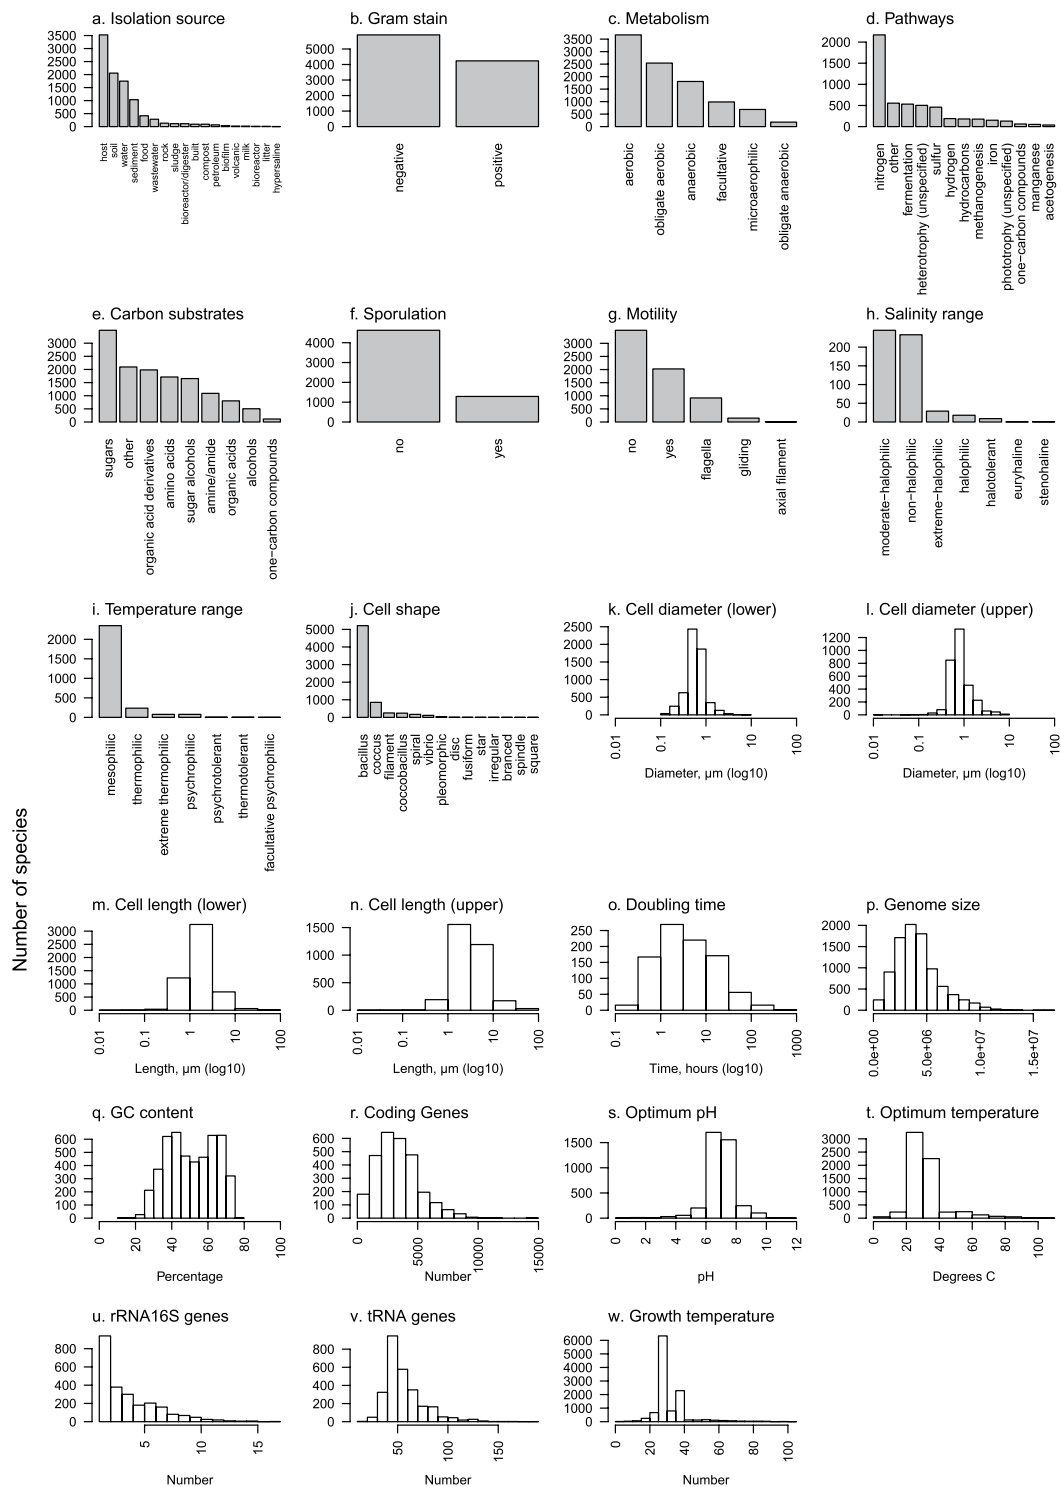 a. Isolation source
3500
3000
2500
2000
1500
1000
500
0
host
soil
water
sediment
food
wastewater
rock
sludge
bioreactor/digester
built
compost
petroleum
biofilm
volcanic
milk
bioreactor
litter
hypersaline
b. Gram stain
5000
4000
3000
2000
1000
0
negative
positive
c. Metabolism
3500
3000
2500
2000
1500
1000
500
0
aerobic
obligate aerobic
anaerobic
facultative
microaerophilic
obligate anaerobic
d. Pathways
2000
1500
1000
500
0
nitrogen
other
fermentation
heterotrophy (unspecified)
sulfur
hydrogen
hydrocarbons
methanogenesis
iron
phototrophy (unspecified)
one−carbon compounds
manganese
acetogenesis
e. Carbon substrates
3000
2500
2000
1500
1000
500
0
sugars
other
organic acid derivatives
amino acids
sugar alcohols
amine/amide
organic acids
alcohols
one−carbon compounds
f. Sporulation
4000
3000
2000
1000
0
no
yes
g. Motility
3000
2500
2000
1500
1000
500
0
no
yes
flagella
gliding
axial filament
h. Salinity range
200
150
100
50
0
moderate−halophilic
non−halophilic
extreme−halophilic
halophilic
halotolerant
euryhaline
stenohaline
i. Temperature range
2000
1500
1000
500
0
mesophilic
thermophilic
extreme thermophilic
psychrophilic
psychrotolerant
thermotolerant
facultative psychrophilic
j. Cell shape
5000
4000
3000
2000
1000
0
bacillus
coccus
filament
coccobacillus
spiral
vibrio
pleomorphic
disc
fusiform
star
irregular
branced
spindle
square
k. Cell diameter (lower)
2500
2000
1500
1000
500
0
0.01
0.1
1
10
100
Diameter, μm (log10)
l. Cell diameter (upper)
1200
1000
800
600
400
200
0
0.01
0.1
1
10
100
Diameter, μm (log10)
Number of species
m. Cell length (lower)
3000
2500
2000
1500
1000
500
0
0.01
0.1
1
10
100
Length, μm (log10)
n. Cell length (upper)
1500
1000
500
0
0.01
0.1
1
10
100
Length, μm (log10)
o. Doubling time
250
200
150
100
50
0
0.1
1
10
100
1000
Time, hours (log10)
p. Genome size
2000
1500
1000
500
0
0.0e+00
5.0e+06
1.0e+07
1.5e+07
q. GC content
600
500
400
300
200
100
0
0
20
40
60
80
100
Percentage
r. Coding Genes
600
500
400
300
200
100
0
0
5000
10000
15000
Number
s. Optimum pH
1500
1000
500
0
0
2
4
6
8
10
12
pH
t. Optimum temperature
3000
2500
2000
1500
1000
500
0
0
20
40
60
80
100
Degrees C
u. rRNA16S genes
800
600
400
200
0
5
10
15
Number
v. tRNA genes
800
600
400
200
0
50
100
150
Number
w. Growth temperature
6000
5000
4000
3000
2000
1000
0
0
20
40
60
80
100
Number